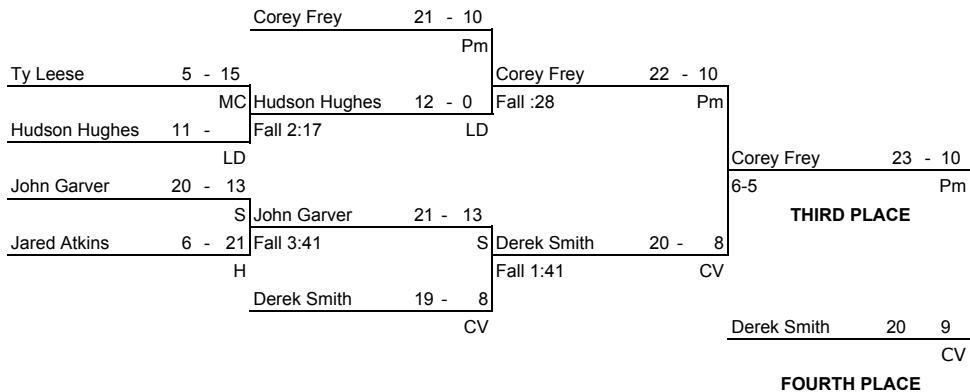 Corey Frey 21 - 10
Pm
Ty Leese 5 - 15 Corey Frey 22 - 10
MC Hudson Hughes 12 - 0 Fall :28 Pm
Hudson Hughes 11 - Fall 2:17 LD
LD Corey Frey 23 - 10
John Garver 20 - 13 6-5 Pm
S John Garver 21 - 13 THIRD PLACE
Jared Atkins 6 - 21 Fall 3:41 S Derek Smith 20 - 8
H Fall 1:41 CV
Derek Smith 19 - 8
CV Derek Smith 20 9
CV
FOURTH PLACE